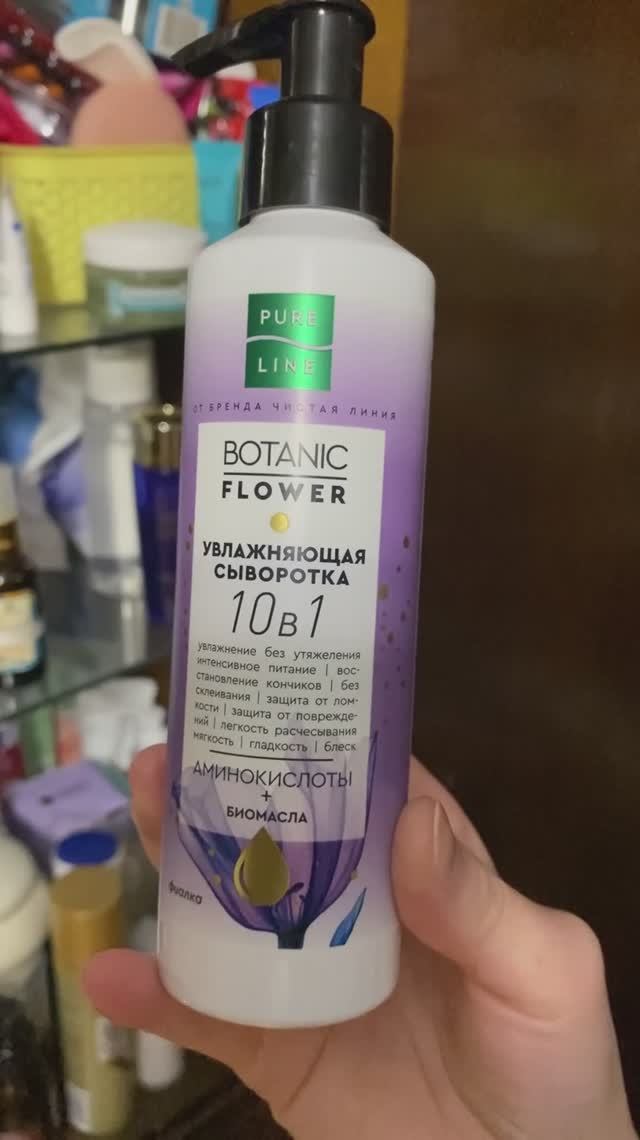 PURE
LINE
ОТ БРЕНДА ЧИСТАЯ ЛИНИЯ
BOTANIC
FLOWER
УВЛАЖНЯЮЩАЯ
СЫВОРОТКА
10в1
увлажнение без утяжеления
интенсивное питание | вос-
становление кончиков | без
склеивания | защита от лом-
кости | защита от поврежде-
ний | легкость расчесывания
мягкость | гладкость | блеск
АМИНОКИСЛОТЫ
+
БИОМАСЛА
фиалка